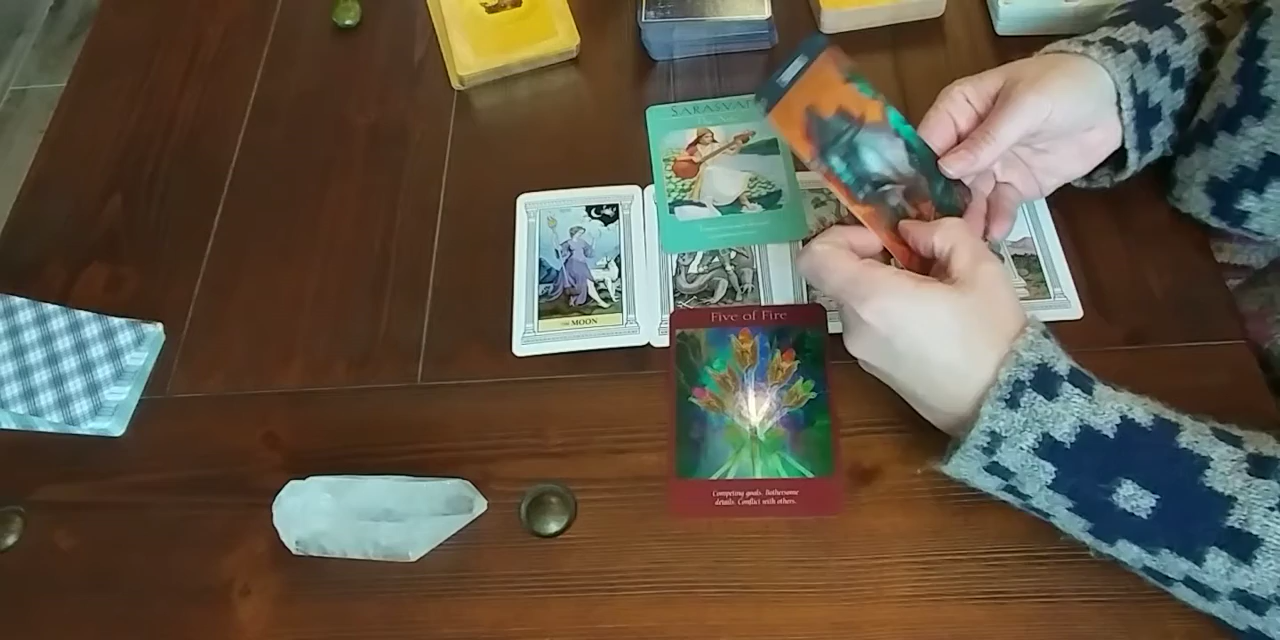 SARASVATI
THE MOON
Five of Fire
Competing goals. Bothersome
details. Conflict with others.